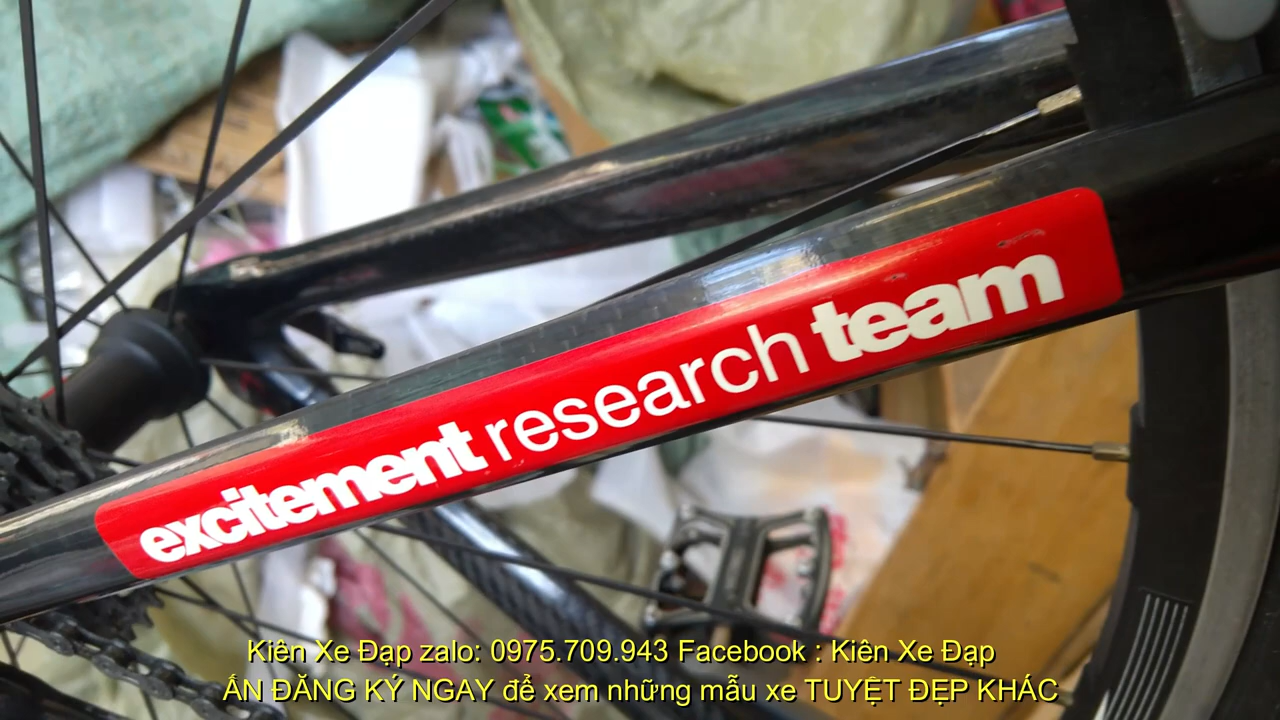 excitement research team
Kiên Xe Đạp zalo: 0975.709.943 Facebook : Kiên Xe Đạp
ẤN ĐĂNG KÝ NGAY để xem những mẫu xe TUYỆT ĐẸP KHÁC